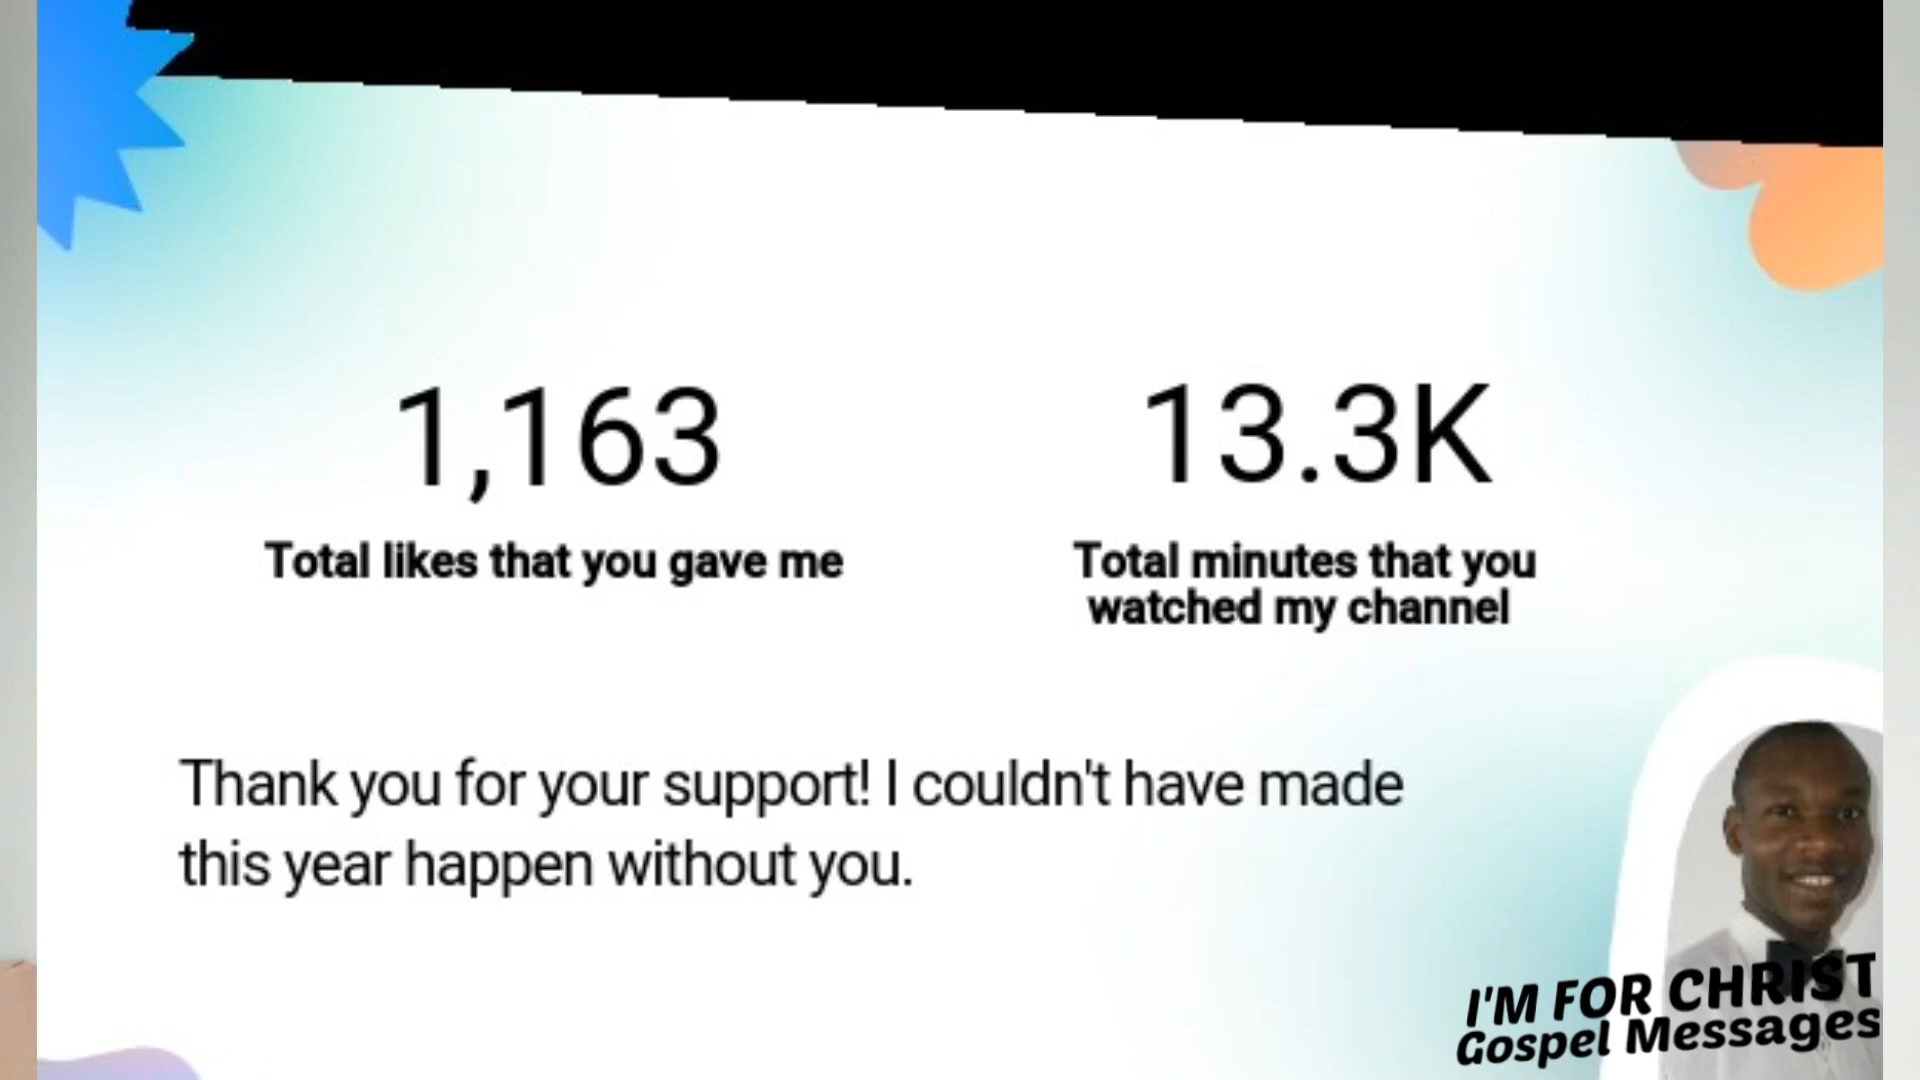 1,163
Total likes that you gave me
13.3K
Total minutes that you
watched my channel
Thank you for your support! I couldn't have made
this year happen without you.
I'M FOR CHRIST
Gospel Messages